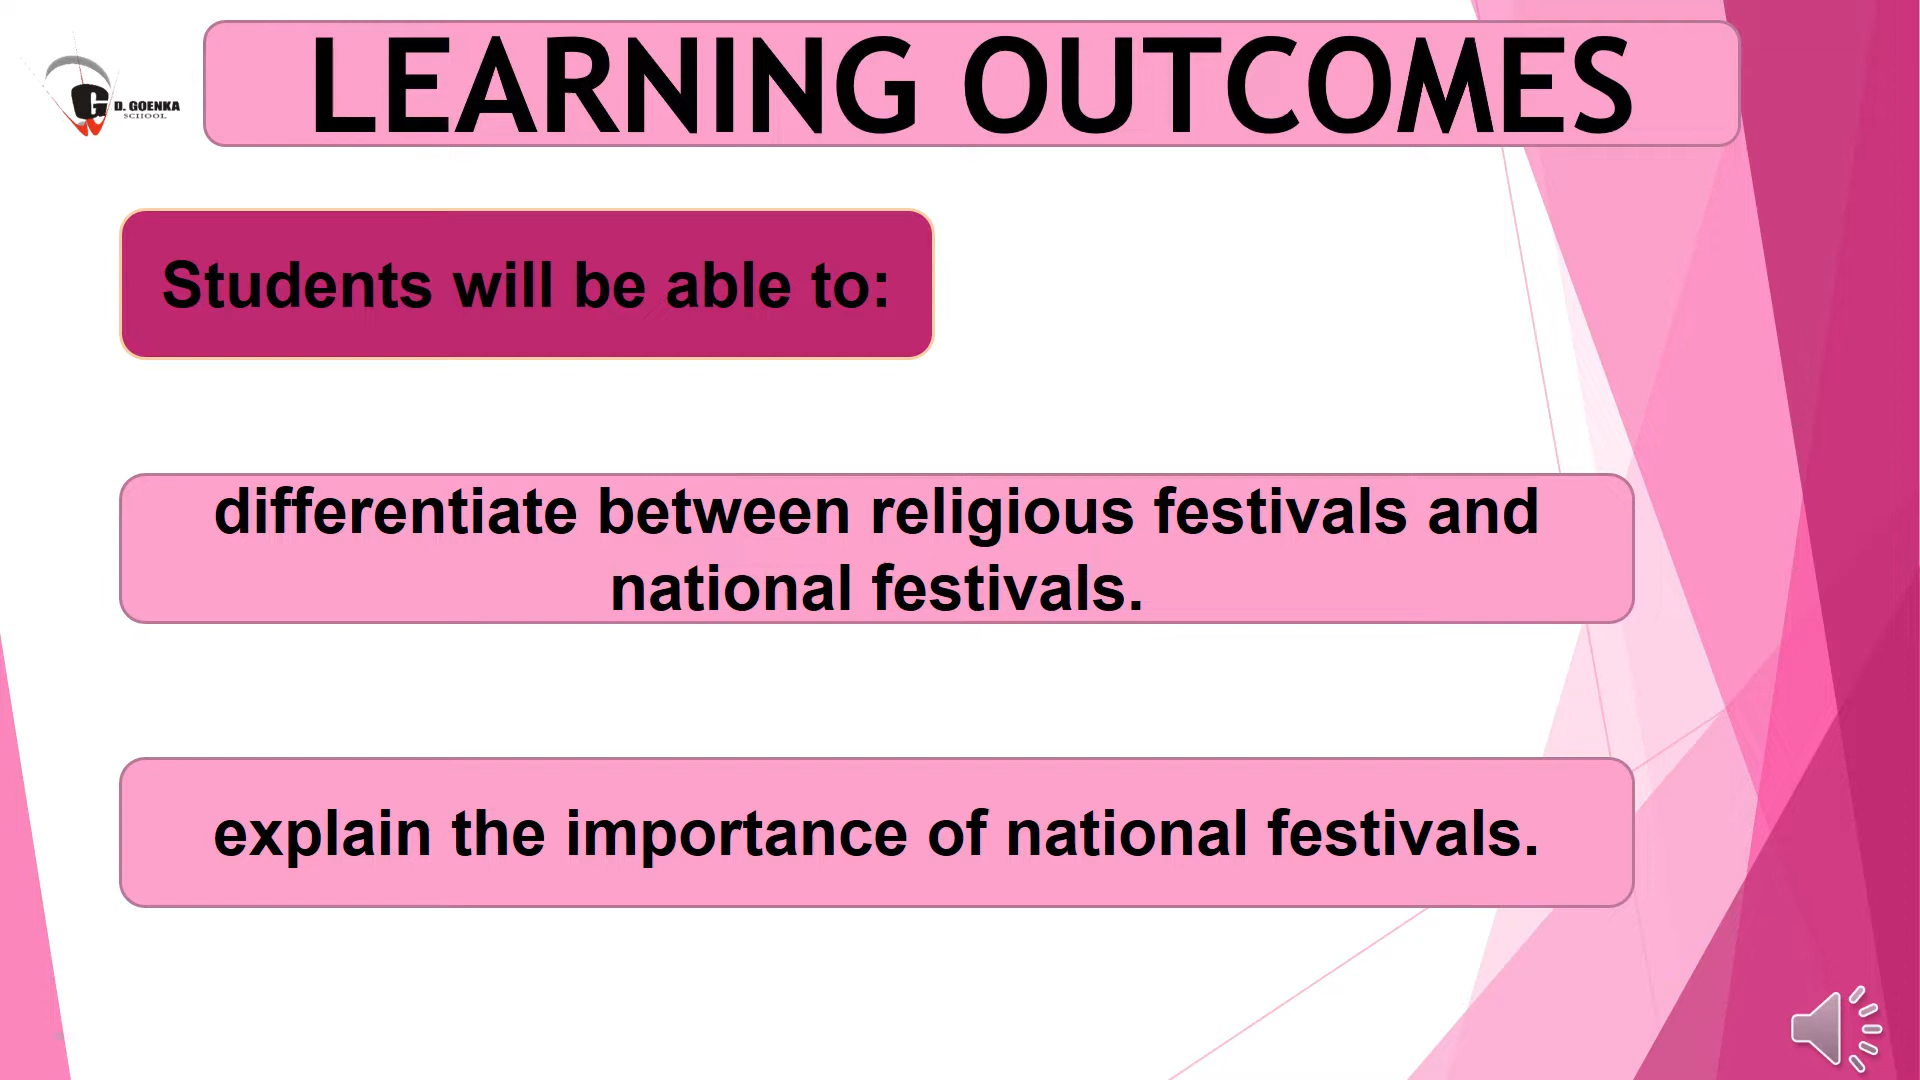 LEARNING OUTCOMES
G D. GOENKA
SCHOOL
Students will be able to:
differentiate between religious festivals and
national festivals.
explain the importance of national festivals.